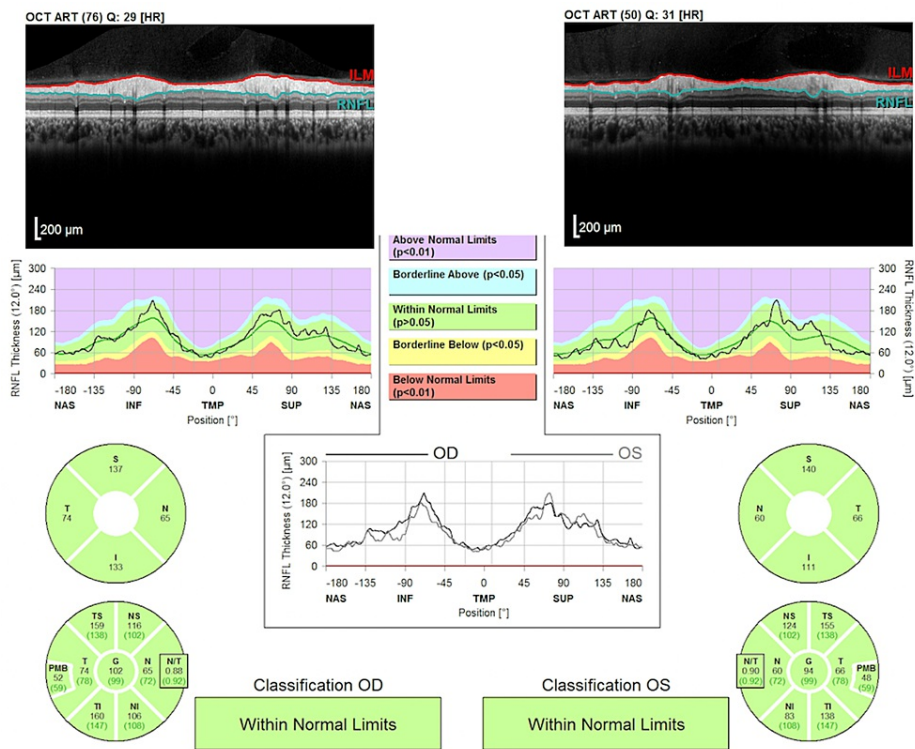 OCT ART (76) Q: 29 [HR]
OCT ART (50) Q: 31 [HR]
ILM
RNFL
200 µm
ILM
RNFL
200 µm
Above Normal Limits
(p<0.01)
Borderline Above (p<0.05)
Within Normal Limits
(p>0.05)
Borderline Below (p<0.05)
Below Normal Limits
(p<0.01)
RNFL Thickness (12.0°) [µm]
300
240
180
120
60
0
-180 -135 -90 -45 0 45 90 135 180
NAS INF TMP SUP NAS
Position [°]
300
240
180
120
60
0
RNFL Thickness (12.0°) [µm]
-180 -135 -90 -45 0 45 90 135 180
NAS INF TMP SUP NAS
Position [°]
OD OS
RNFL Thickness (12.0°) [µm]
300
240
180
120
60
0
-180 -135 -90 -45 0 45 90 135 180
NAS INF TMP SUP NAS
Position [°]
S
137
T
74
N
65
I
133
S
140
N
60
T
66
I
111
TS
159
(138)
NS
116
(102)
PMB
52
(59)
T
74
(78)
G
102
(99)
N
65
(72)
N/T
0.88
(0.92)
TI
160
(147)
NI
106
(108)
Classification OD
Within Normal Limits
Classification OS
Within Normal Limits
NS
124
(102)
TS
155
(138)
N/T
0.90
(0.92)
N
60
(72)
G
94
(99)
T
66
(78)
PMB
48
(59)
NI
83
(108)
TI
138
(147)